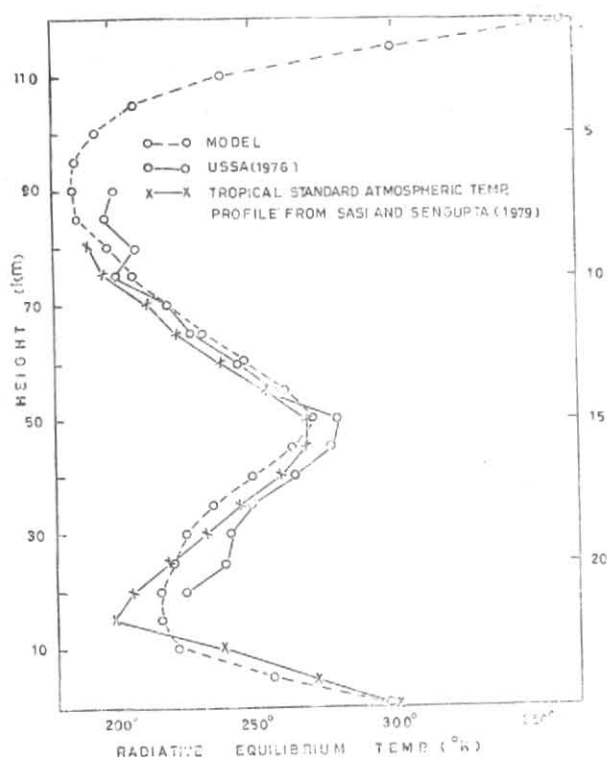 110
90
70
50
30
10
HEIGHT (km)
5
10
15
20
o--o MODEL
o—o USSA(1976)
x—x TROPICAL STANDARD ATMOSPHERIC TEMP.
PROFILE FROM SASI AND SENGUPTA (1979)
200° 250° 300° 350°
RADIATIVE EQUILIBRIUM TEMP. (°K)